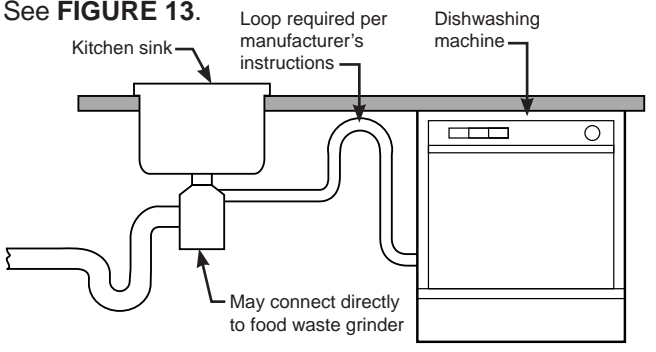 See FIGURE 13.
Kitchen sink
Loop required per
manufacturer's
instructions
Dishwashing
machine
May connect directly
to food waste grinder